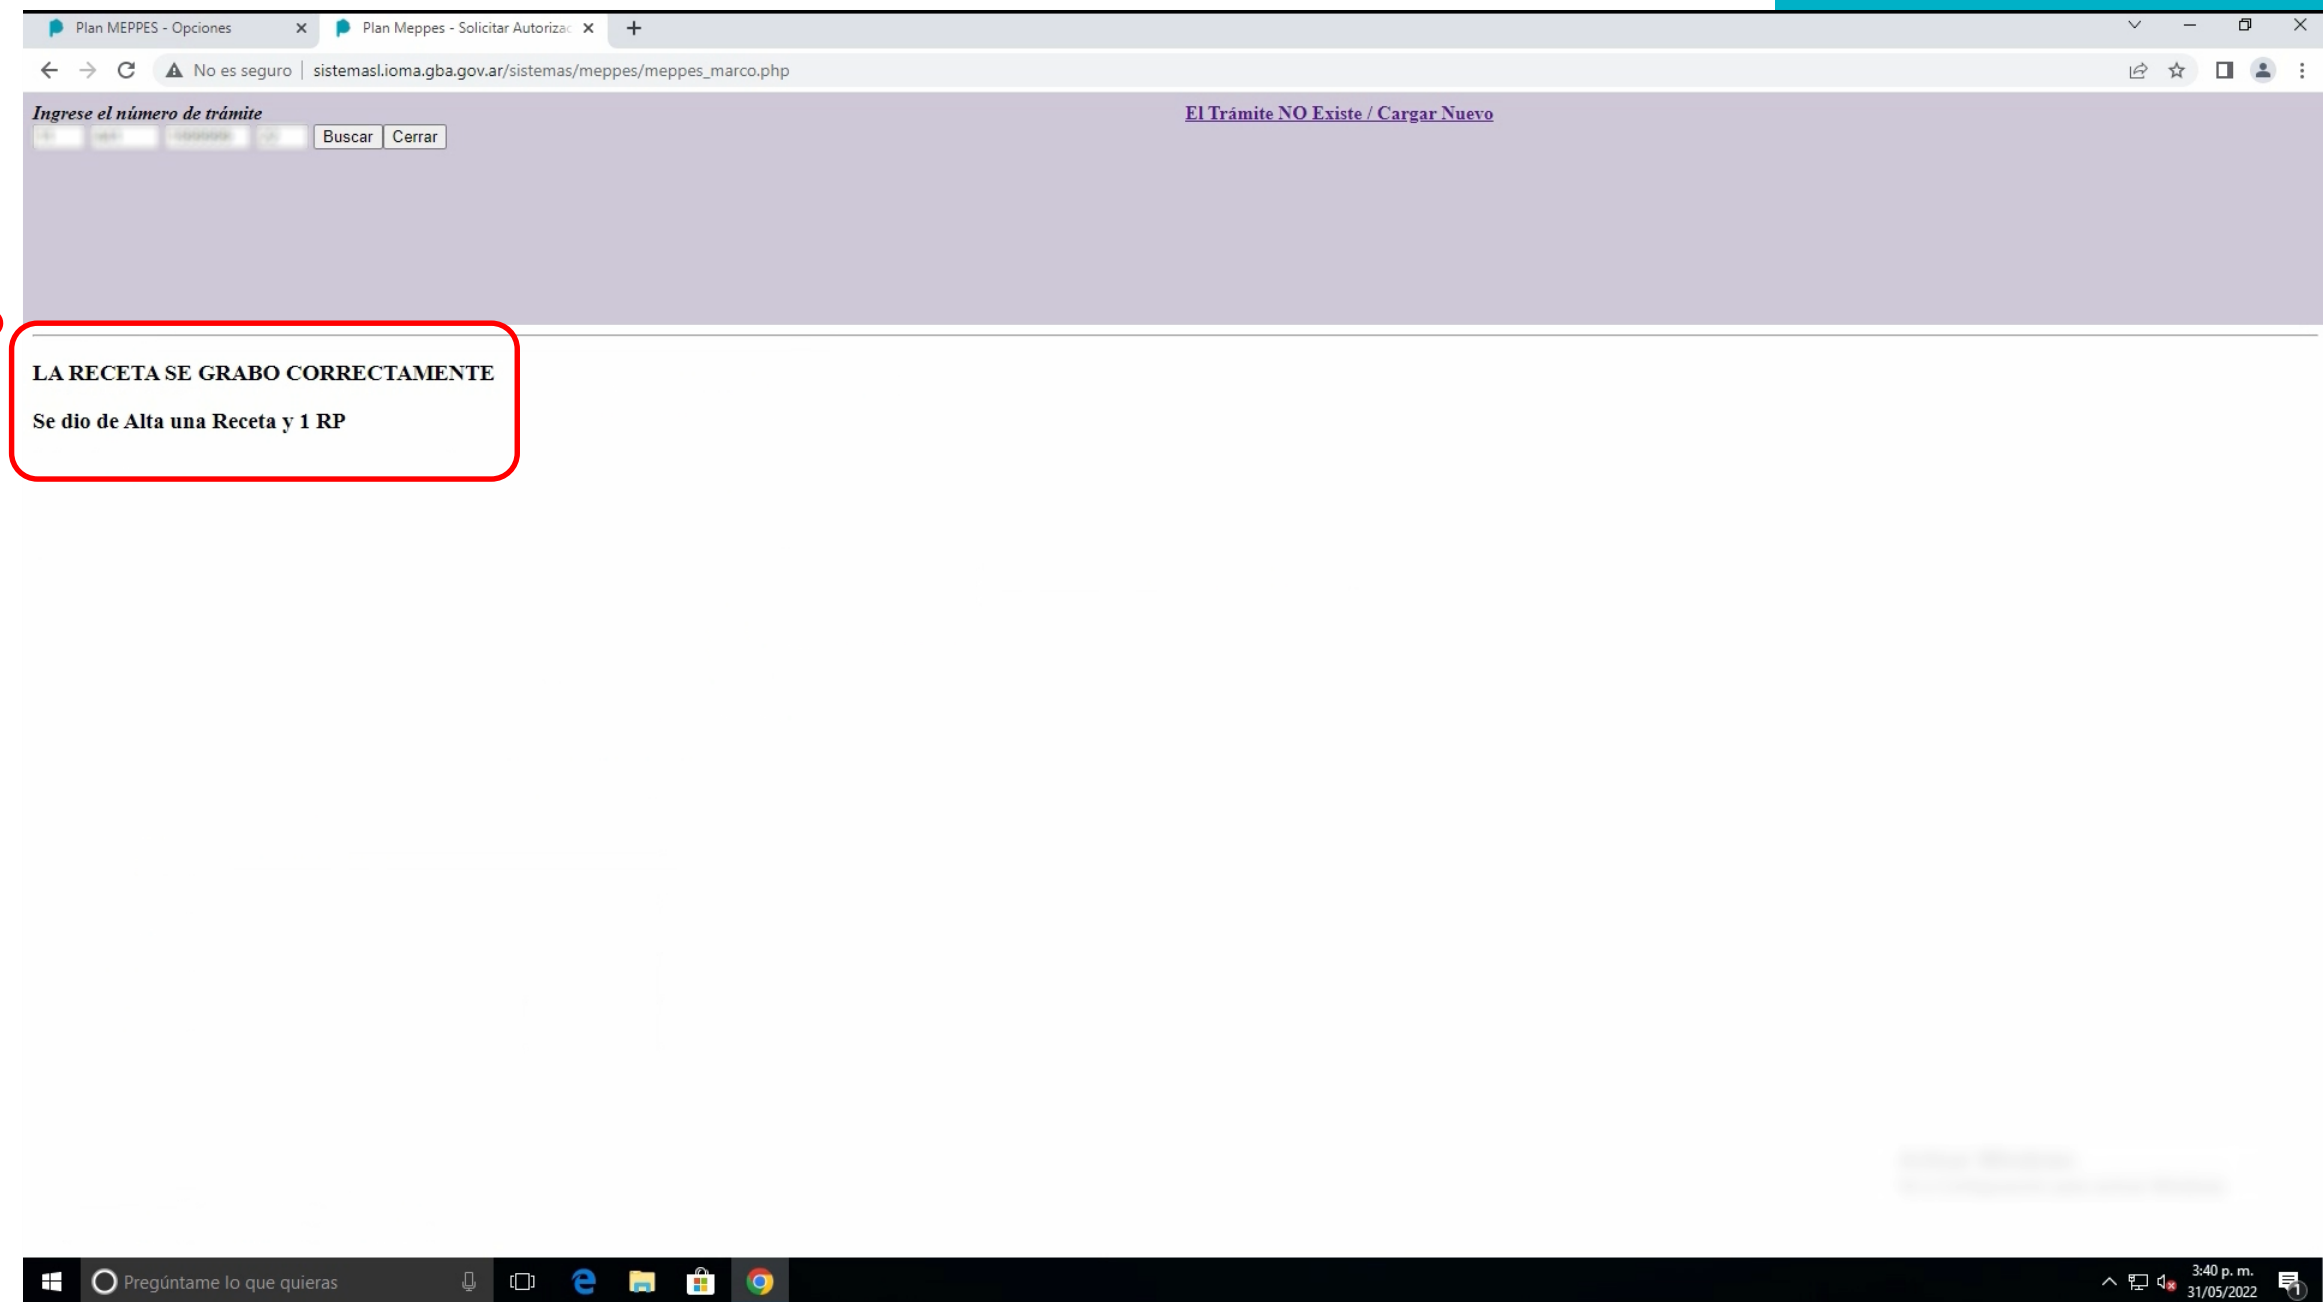 Plan MEPPES - Opciones
Plan Meppes - Solicitar Autorizac
No es seguro | sistemasl.ioma.gba.gov.ar/sistemas/meppes/meppes_marco.php
Ingrese el número de trámite
El Trámite NO Existe / Cargar Nuevo
Buscar Cerrar
LA RECETA SE GRABO CORRECTAMENTE
Se dio de Alta una Receta y 1 RP
Pregúntame lo que quieras
3:40 p. m.
31/05/2022
1